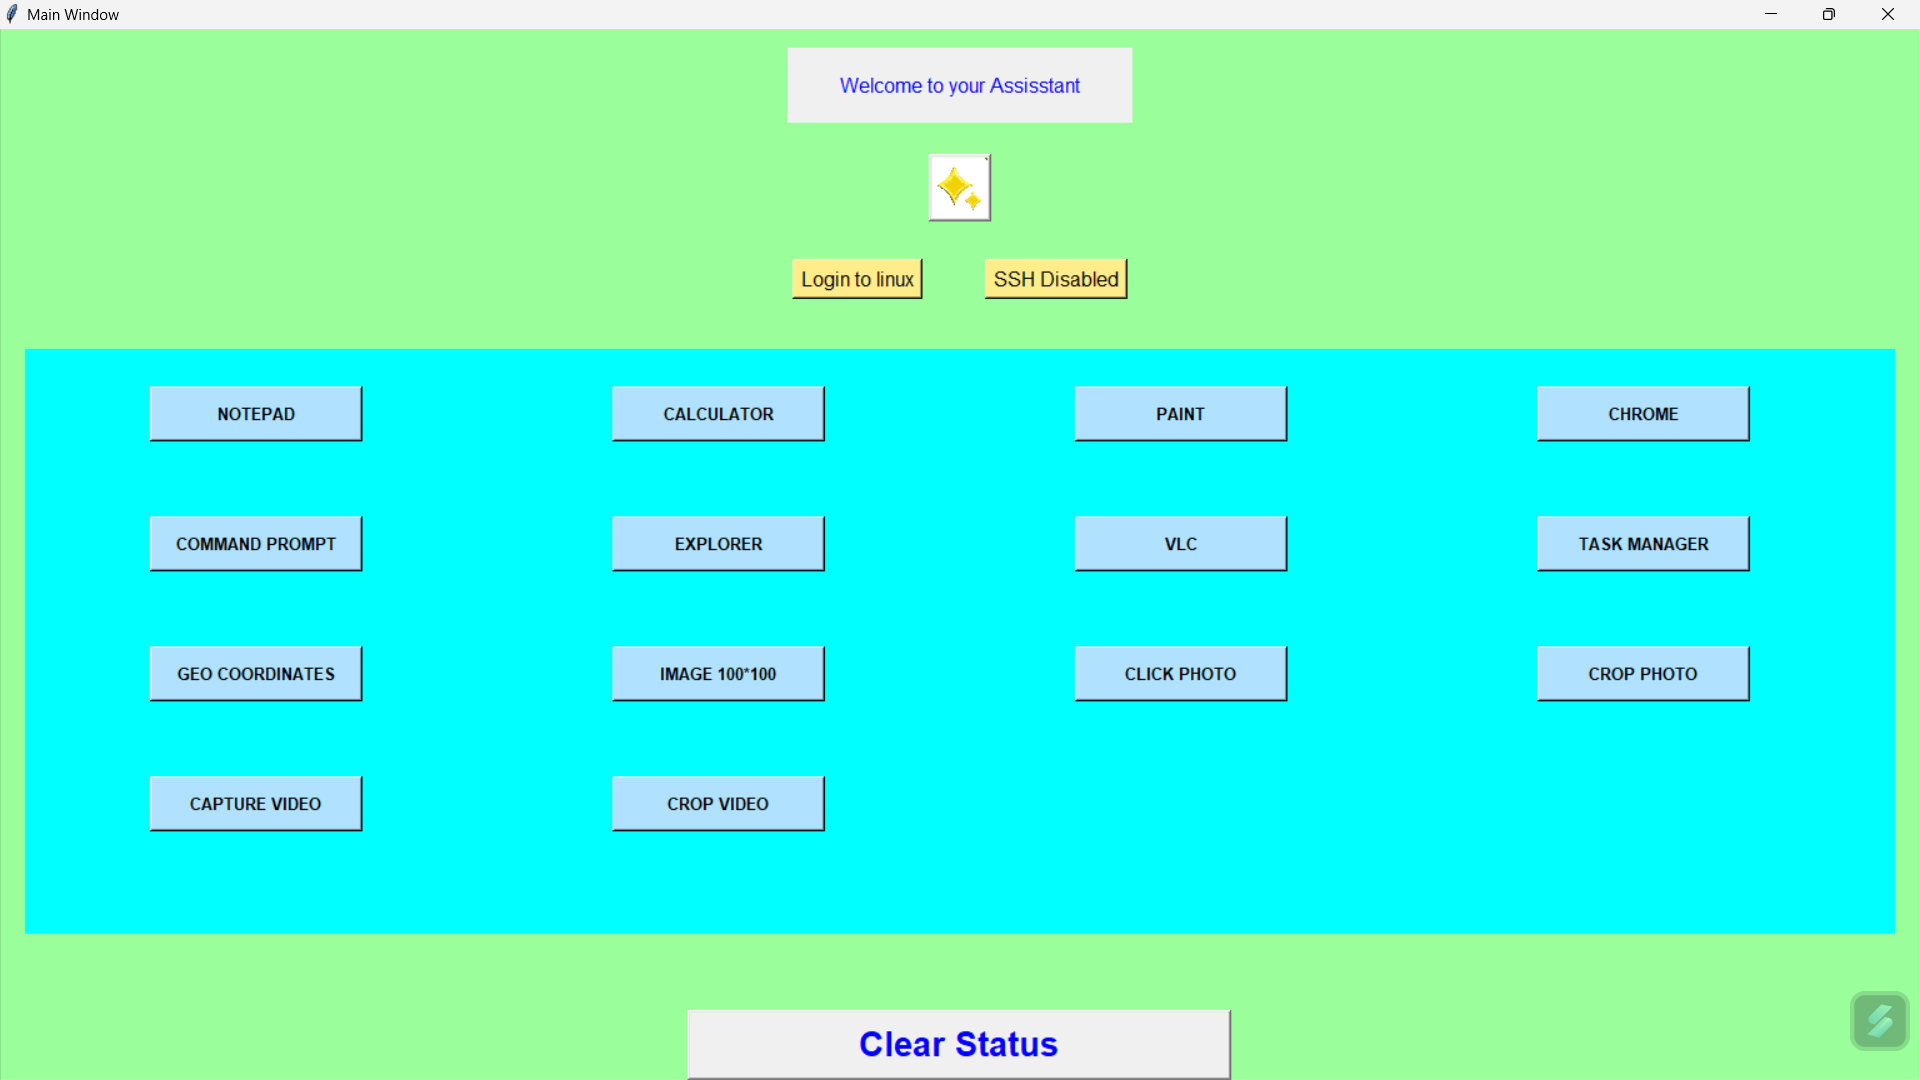 Main Window
Welcome to your Assisstant
Login to linux
SSH Disabled
NOTEPAD
CALCULATOR
PAINT
CHROME
COMMAND PROMPT
EXPLORER
VLC
TASK MANAGER
GEO COORDINATES
IMAGE 100*100
CLICK PHOTO
CROP PHOTO
CAPTURE VIDEO
CROP VIDEO
Clear Status